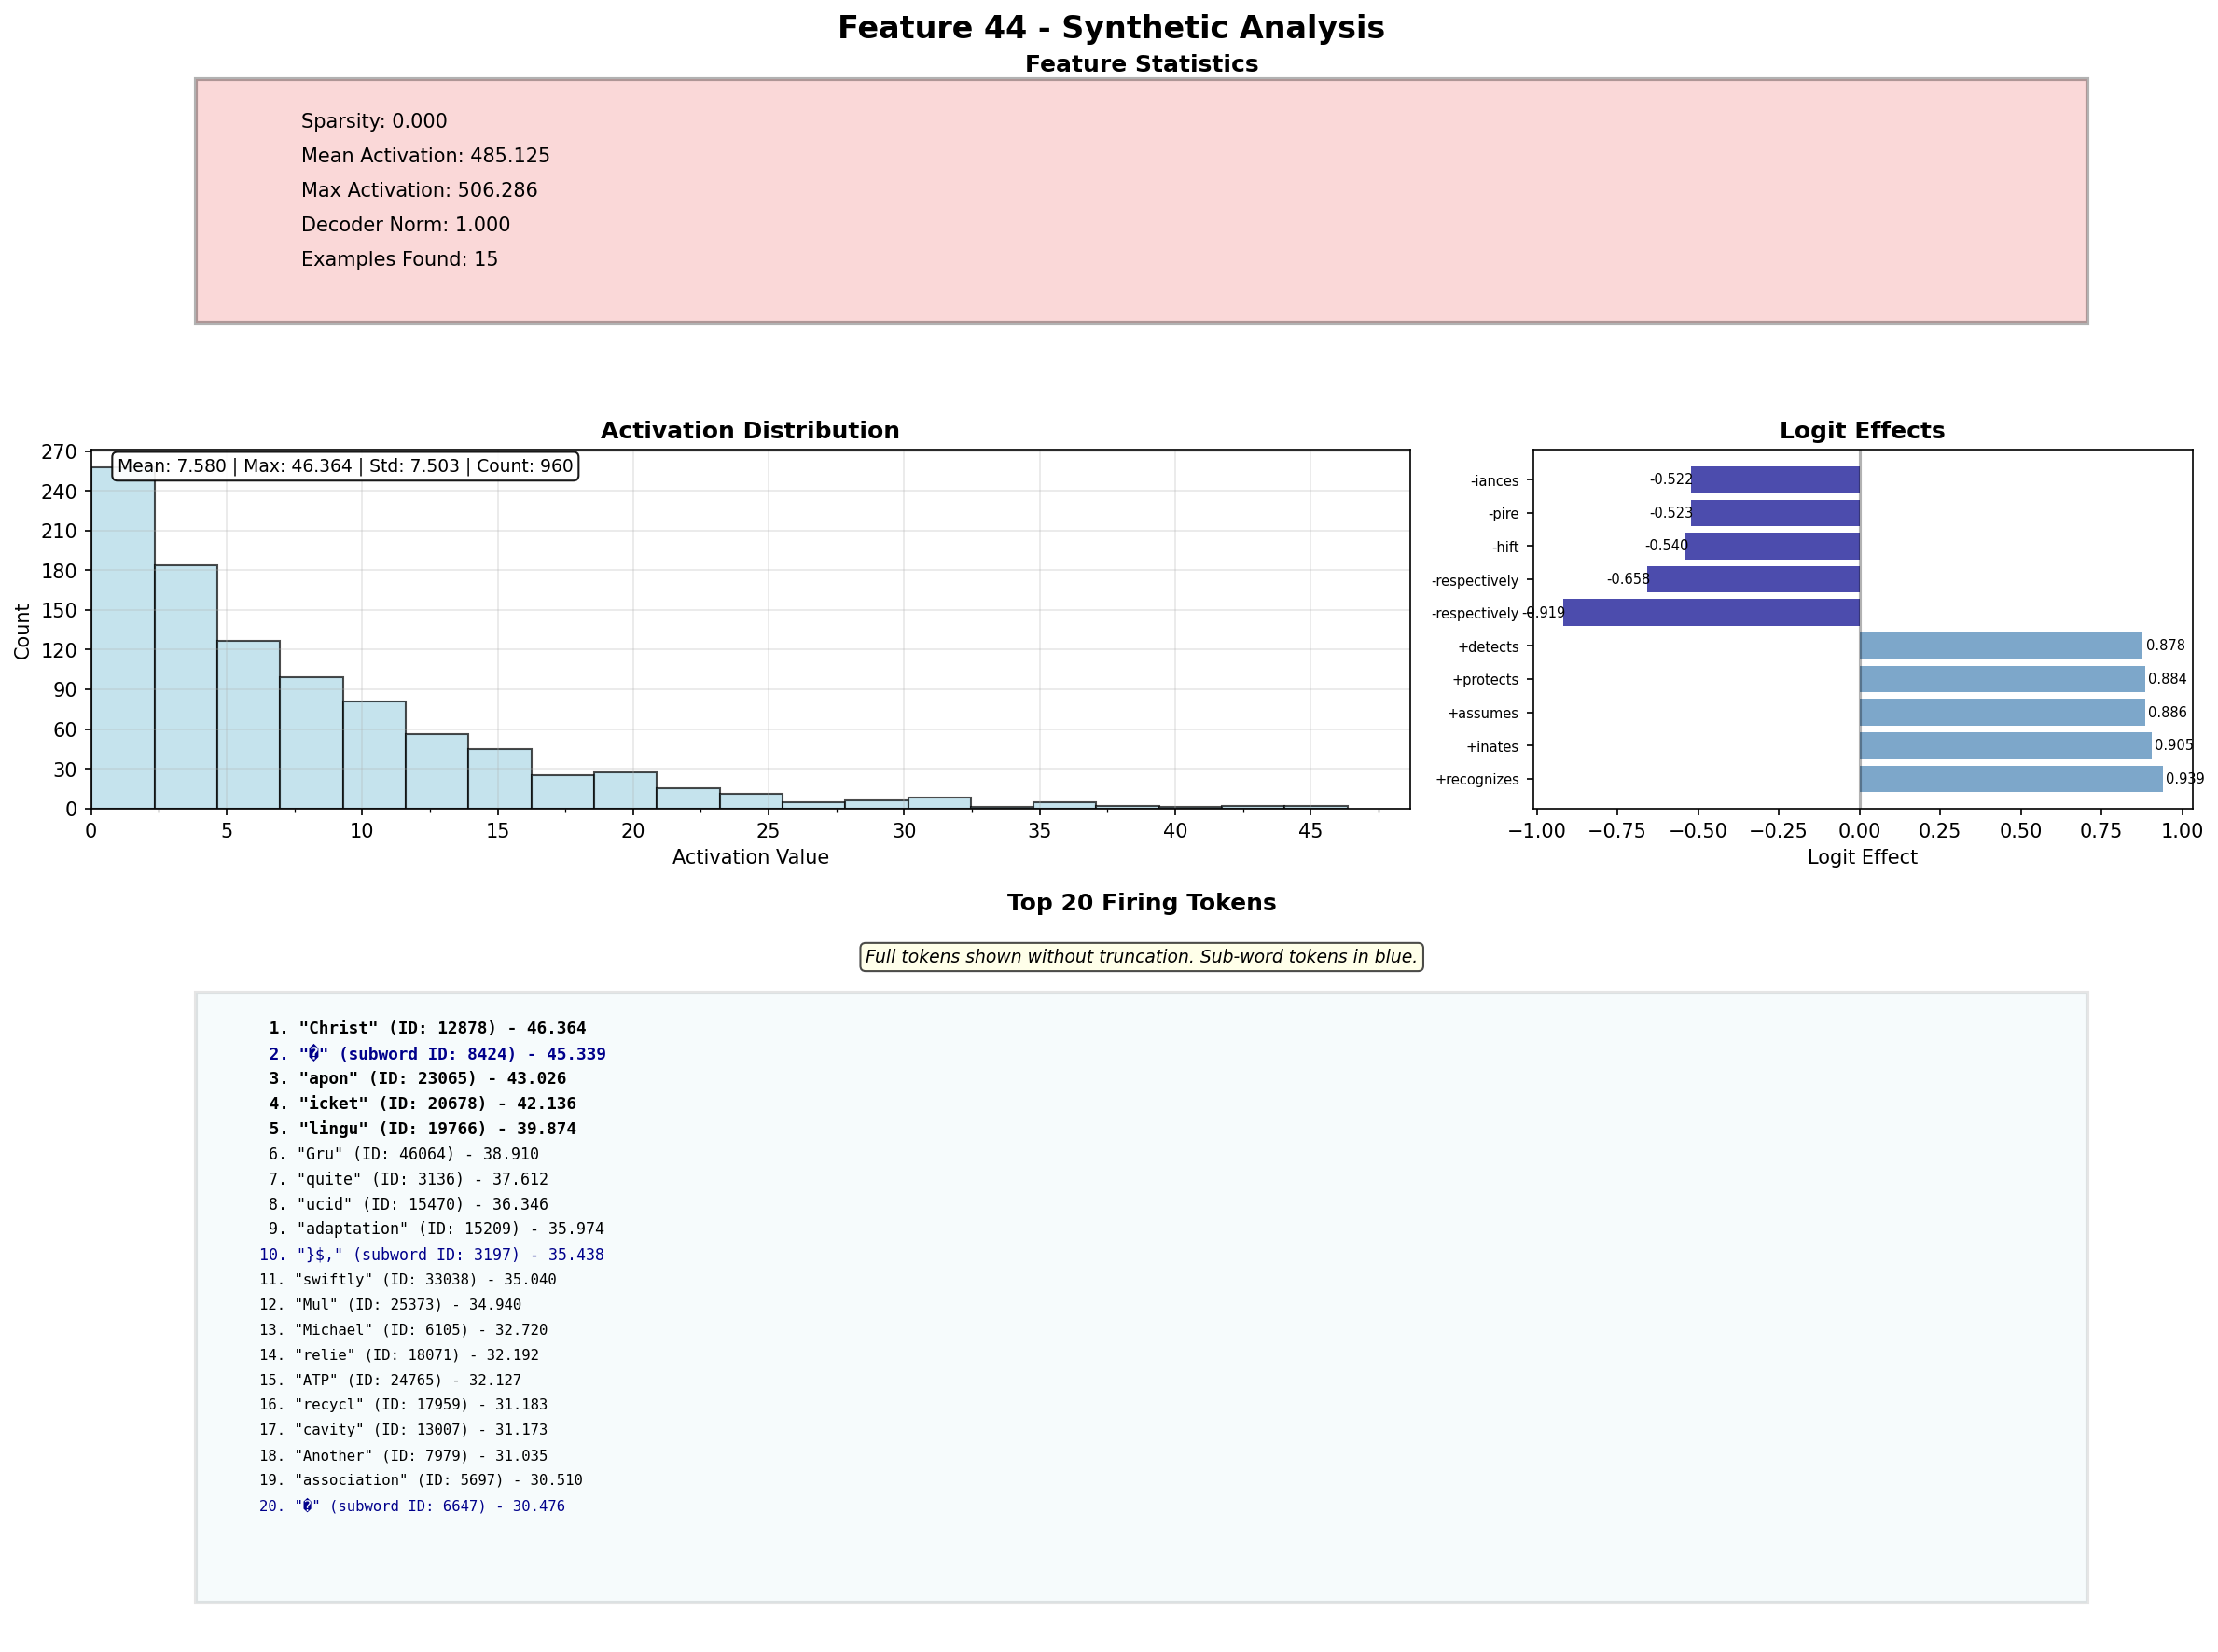 Feature 44 - Synthetic Analysis
Feature Statistics
Sparsity: 0.000
Mean Activation: 485.125
Max Activation: 506.286
Decoder Norm: 1.000
Examples Found: 15
Activation Distribution
Mean: 7.580 | Max: 46.364 | Std: 7.503 | Count: 960
270
240
210
180
150
120
90
60
30
0
Count
0 5 10 15 20 25 30 35 40 45
Activation Value
Logit Effects
-iances -0.522
-pire -0.523
-hift -0.540
-respectively -0.658
-respectively -0.919
+detects 0.878
+protects 0.884
+assumes 0.886
+inates 0.905
+recognizes 0.939
−1.00 −0.75 −0.50 −0.25 0.00 0.25 0.50 0.75 1.00
Logit Effect
Top 20 Firing Tokens
Full tokens shown without truncation. Sub-word tokens in blue.
1. "Christ" (ID: 12878) - 46.364
2. "�" (subword ID: 8424) - 45.339
3. "apon" (ID: 23065) - 43.026
4. "icket" (ID: 20678) - 42.136
5. "lingu" (ID: 19766) - 39.874
6. "Gru" (ID: 46064) - 38.910
7. "quite" (ID: 3136) - 37.612
8. "ucid" (ID: 15470) - 36.346
9. "adaptation" (ID: 15209) - 35.974
10. "}$," (subword ID: 3197) - 35.438
11. "swiftly" (ID: 33038) - 35.040
12. "Mul" (ID: 25373) - 34.940
13. "Michael" (ID: 6105) - 32.720
14. "relie" (ID: 18071) - 32.192
15. "ATP" (ID: 24765) - 32.127
16. "recycl" (ID: 17959) - 31.183
17. "cavity" (ID: 13007) - 31.173
18. "Another" (ID: 7979) - 31.035
19. "association" (ID: 5697) - 30.510
20. "�" (subword ID: 6647) - 30.476